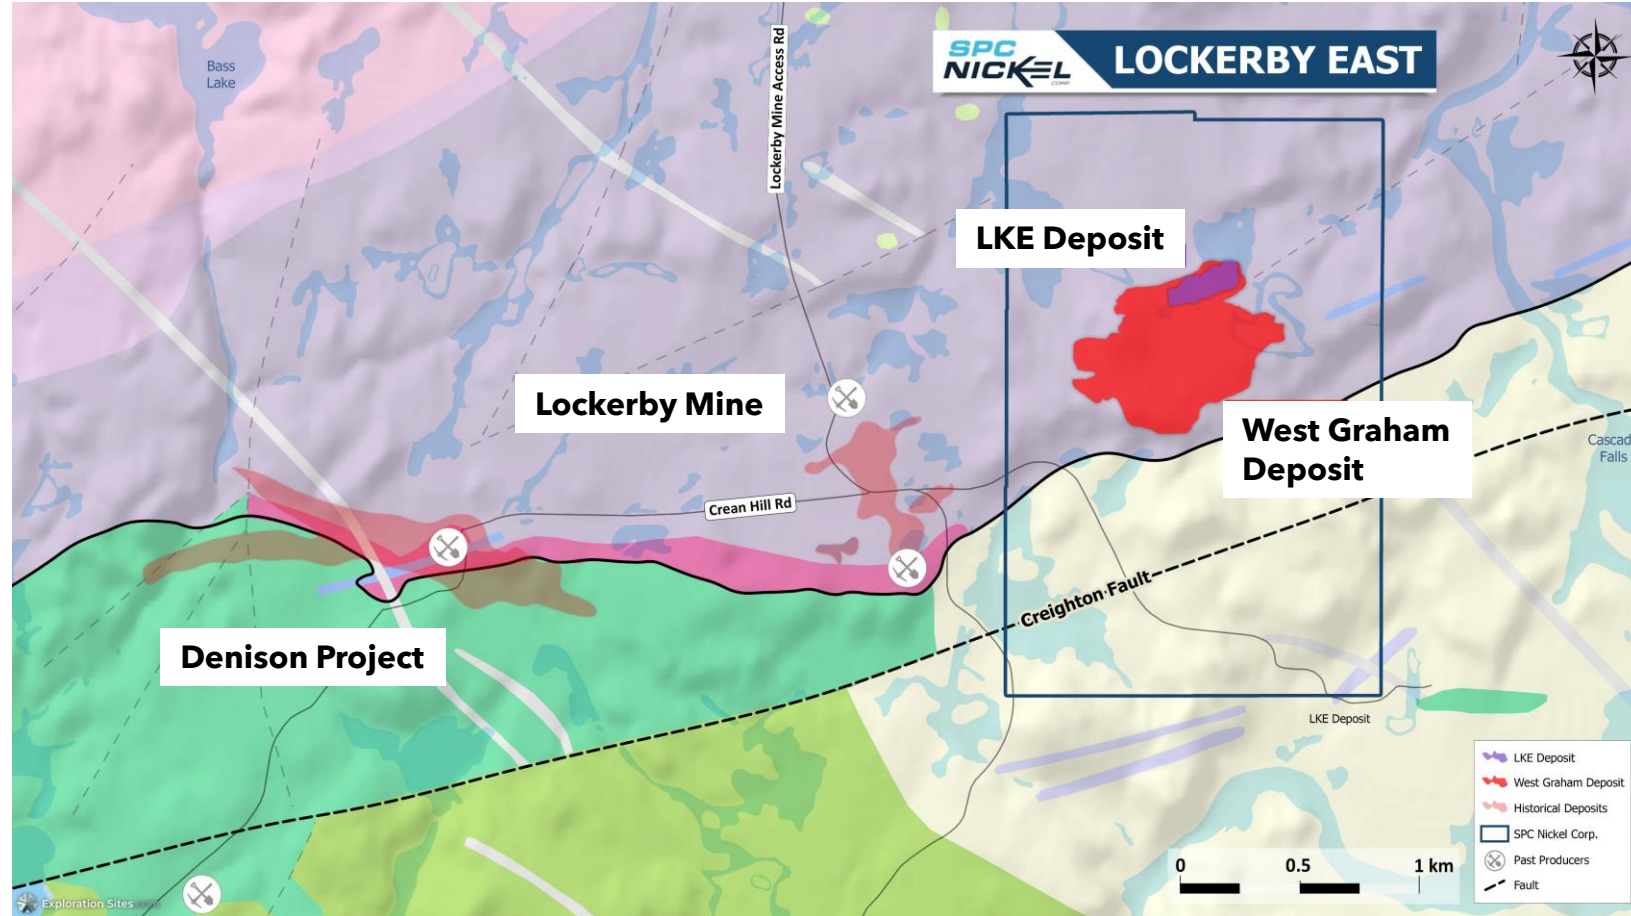 Bass
Lake
Lockerby Mine Access Rd
SPC
NICKEL
CORP.
LOCKERBY EAST
LKE Deposit
Lockerby Mine
West Graham
Deposit
Cascad
Falls
Crean Hill Rd
Creighton Fault
Denison Project
LKE Deposit
LKE Deposit
West Graham Deposit
Historical Deposits
SPC Nickel Corp.
Past Producers
Fault
0 0.5 1 km
Exploration Sites